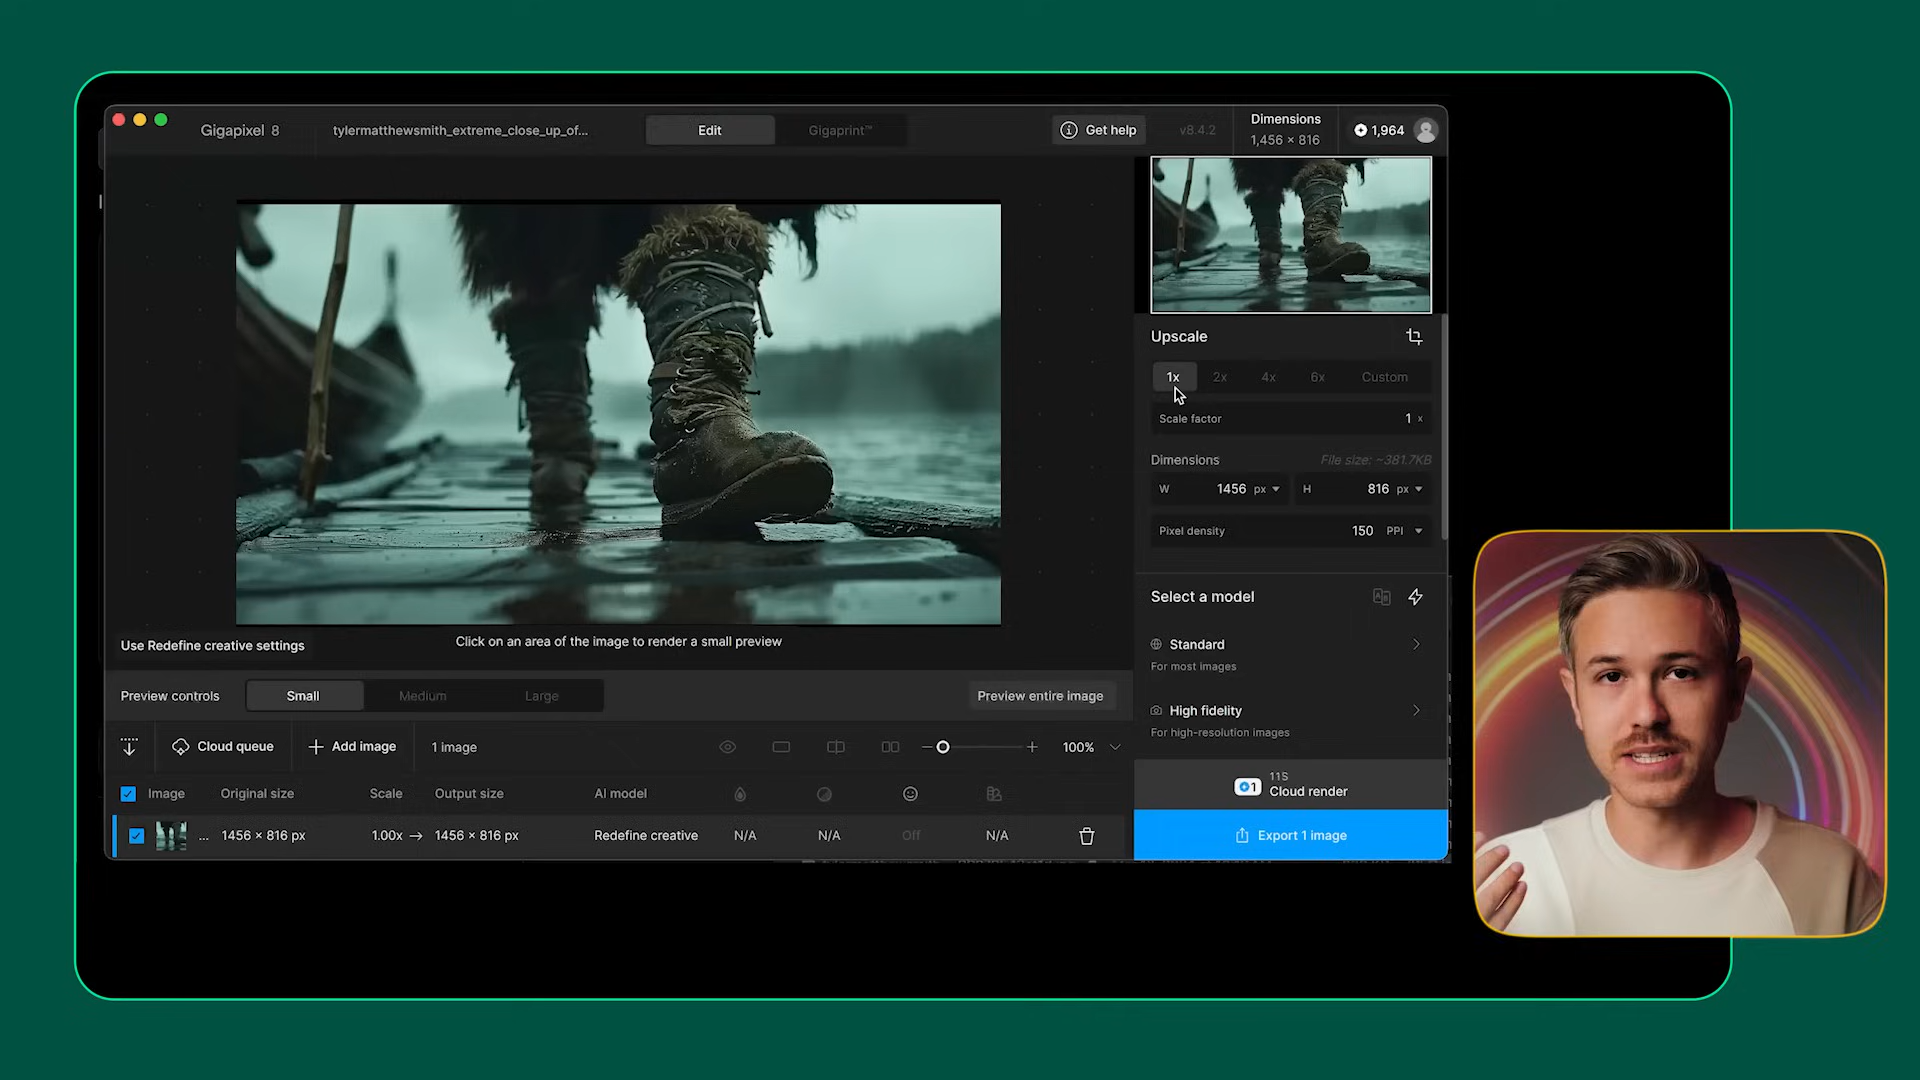 Gigapixel 8
tylermatthewsmith_extreme_close_up_of...
Edit
Gigaprint™
Get help
v8.4.2
Dimensions
1,456 × 816
1,964
Upscale
1x 2x 4x 6x Custom
Scale factor 1 x
Dimensions File size: ~381.7KB
W 1456 px H 816 px
Pixel density 150 PPI
Select a model
Standard
For most images
High fidelity
For high-resolution images
1
11S
Cloud render
Export 1 image
Use Redefine creative settings
Click on an area of the image to render a small preview
Preview controls Small Medium Large Preview entire image
Cloud queue Add image 1 image 100%
Image Original size Scale Output size AI model
... 1456 × 816 px 1.00x → 1456 × 816 px Redefine creative N/A N/A Off N/A